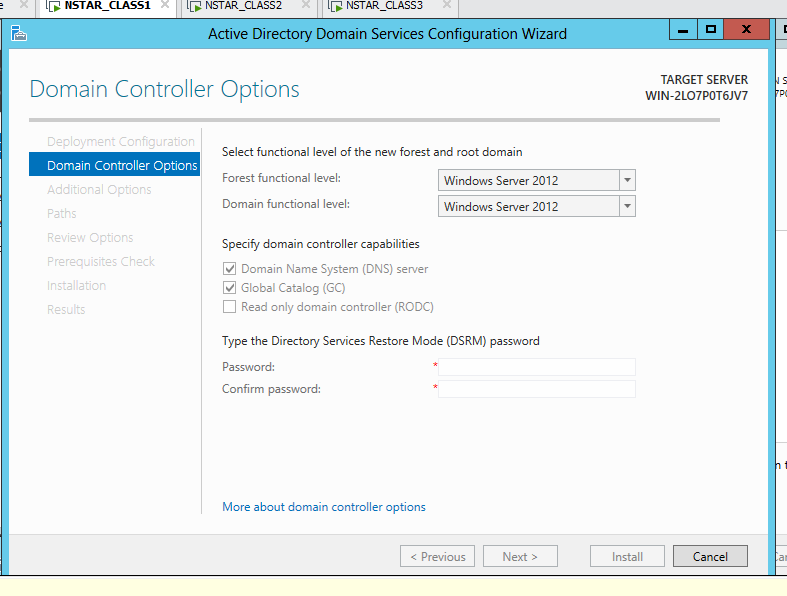 NSTAR_CLASS1
NSTAR_CLASS2
NSTAR_CLASS3
Active Directory Domain Services Configuration Wizard
Domain Controller Options
TARGET SERVER
WIN-2LO7P0T6JV7
Deployment Configuration
Domain Controller Options
Additional Options
Paths
Review Options
Prerequisites Check
Installation
Results
Select functional level of the new forest and root domain
Forest functional level: Windows Server 2012
Domain functional level: Windows Server 2012
Specify domain controller capabilities
Domain Name System (DNS) server
Global Catalog (GC)
Read only domain controller (RODC)
Type the Directory Services Restore Mode (DSRM) password
Password: *
Confirm password: *
More about domain controller options
< Previous Next > Install Cancel